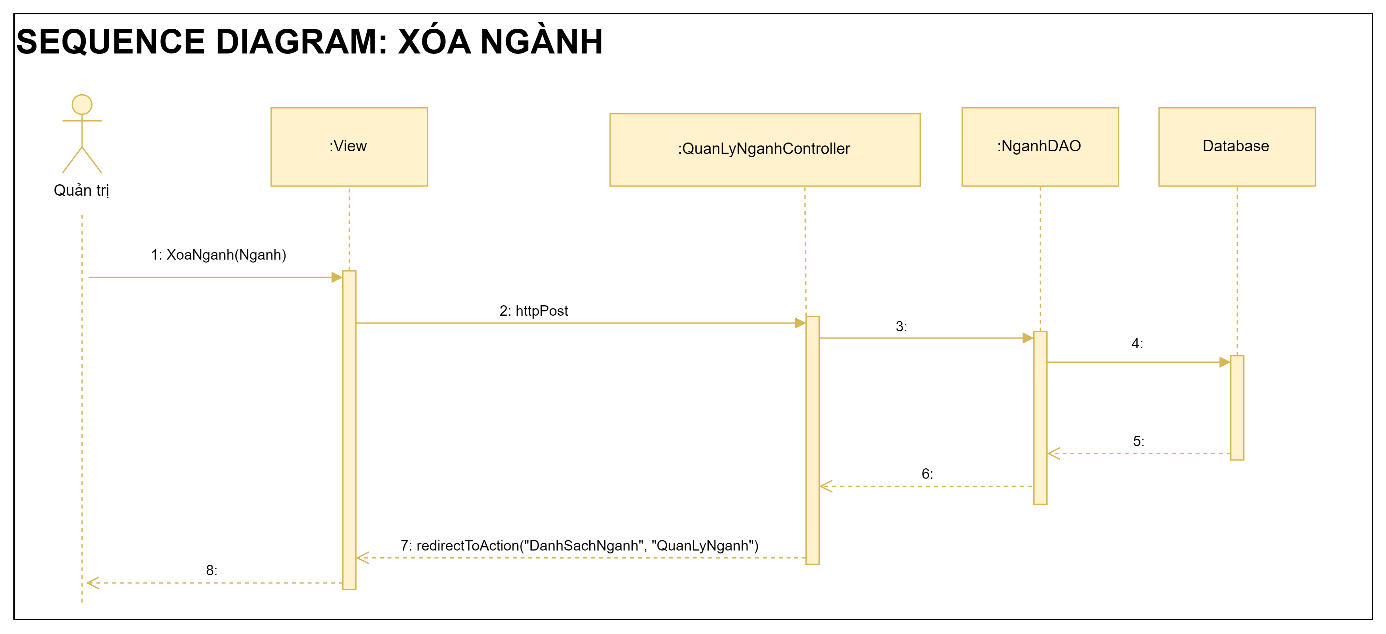 SEQUENCE DIAGRAM: XÓA NGÀNH
:View
:QuanLyNganhController
:NganhDAO
Database
Quản trị
1: XoaNganh(Nganh)
2: httpPost
3:
4:
5:
6:
7: redirectToAction("DanhSachNganh", "QuanLyNganh")
8: